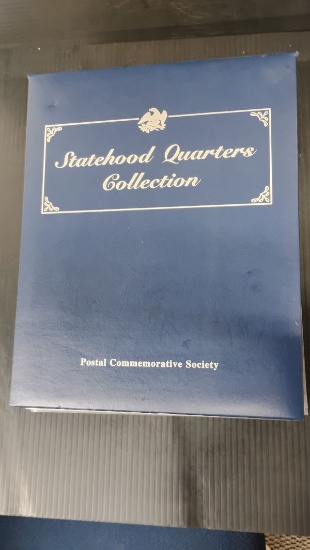 Statehood Quarters
Collection
Postal Commemorative Society